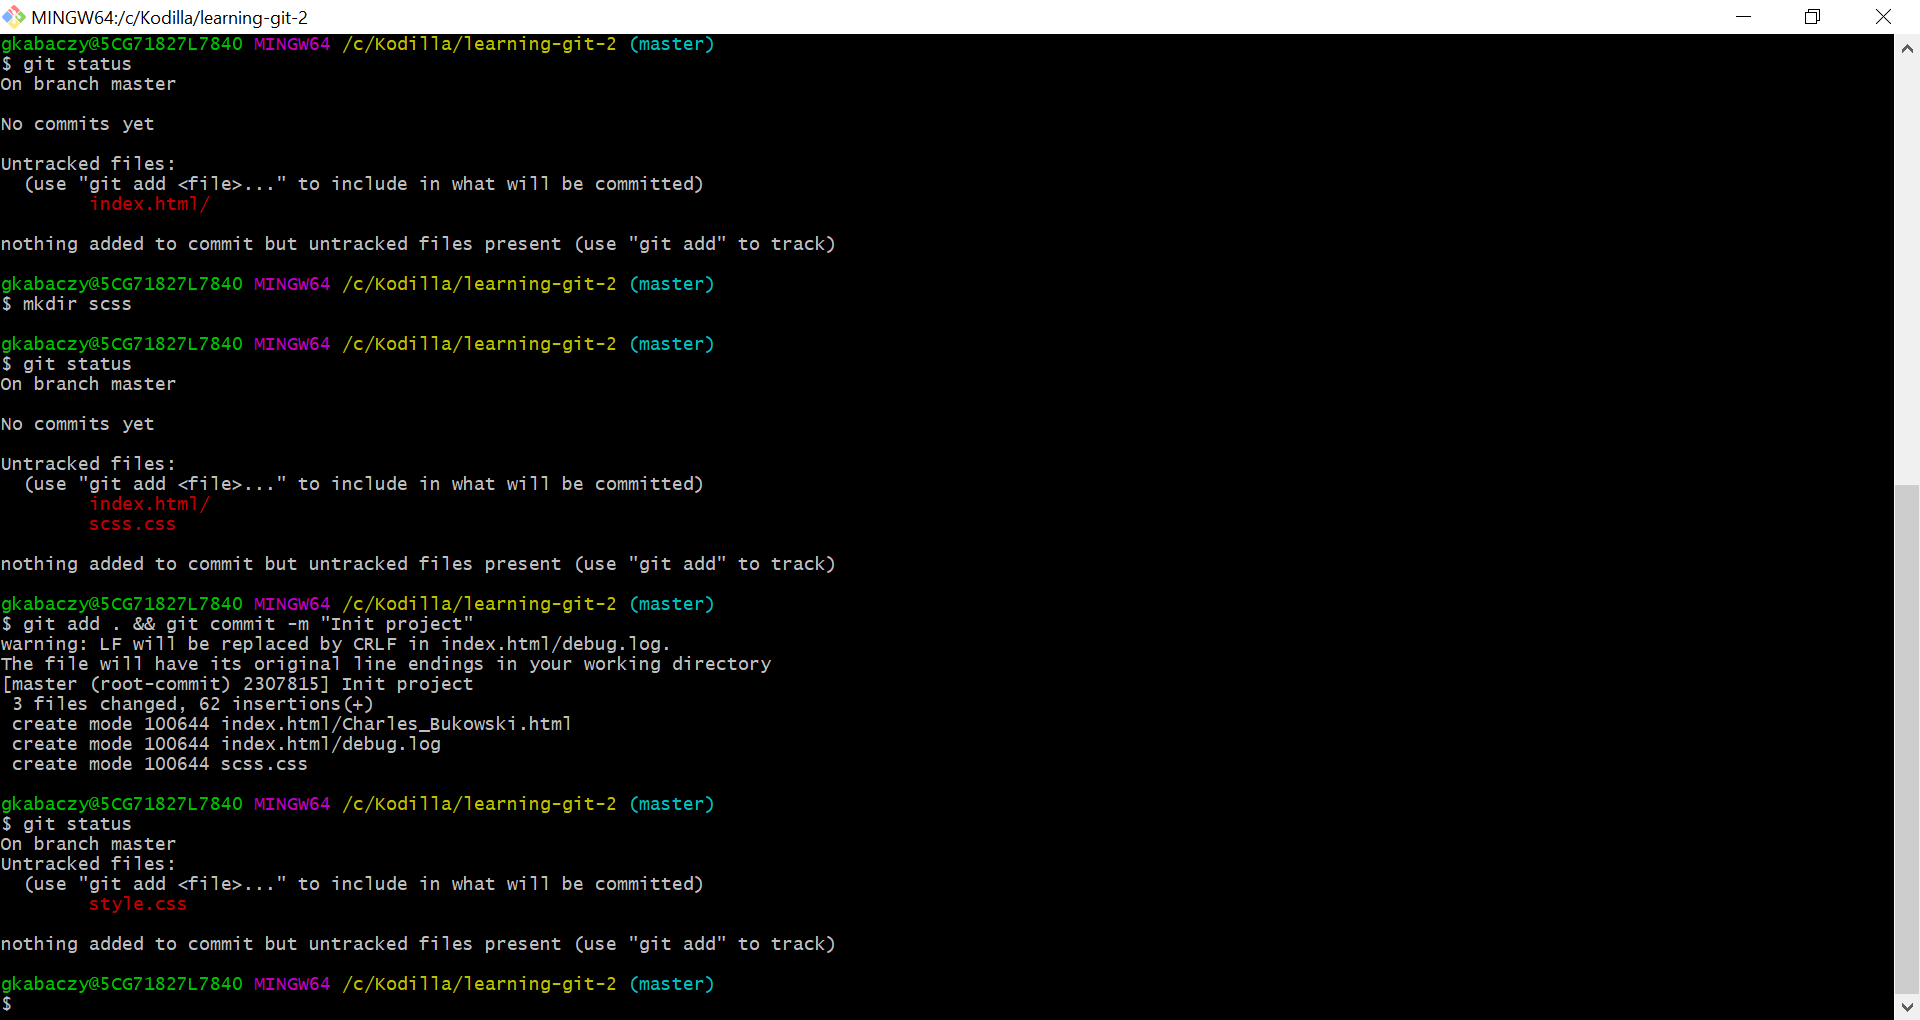 MINGW64:/c/Kodilla/learning-git-2
gkabaczy@5CG71827L7840 MINGW64 /c/Kodilla/learning-git-2 (master)
$ git status
On branch master
No commits yet
Untracked files:
  (use "git add <file>..." to include in what will be committed)
        index.html/
nothing added to commit but untracked files present (use "git add" to track)
gkabaczy@5CG71827L7840 MINGW64 /c/Kodilla/learning-git-2 (master)
$ mkdir scss
gkabaczy@5CG71827L7840 MINGW64 /c/Kodilla/learning-git-2 (master)
$ git status
On branch master
No commits yet
Untracked files:
  (use "git add <file>..." to include in what will be committed)
        index.html/
        scss.css
nothing added to commit but untracked files present (use "git add" to track)
gkabaczy@5CG71827L7840 MINGW64 /c/Kodilla/learning-git-2 (master)
$ git add . && git commit -m "Init project"
warning: LF will be replaced by CRLF in index.html/debug.log.
The file will have its original line endings in your working directory
[master (root-commit) 2307815] Init project
 3 files changed, 62 insertions(+)
 create mode 100644 index.html/Charles_Bukowski.html
 create mode 100644 index.html/debug.log
 create mode 100644 scss.css
gkabaczy@5CG71827L7840 MINGW64 /c/Kodilla/learning-git-2 (master)
$ git status
On branch master
Untracked files:
  (use "git add <file>..." to include in what will be committed)
        style.css
nothing added to commit but untracked files present (use "git add" to track)
gkabaczy@5CG71827L7840 MINGW64 /c/Kodilla/learning-git-2 (master)
$